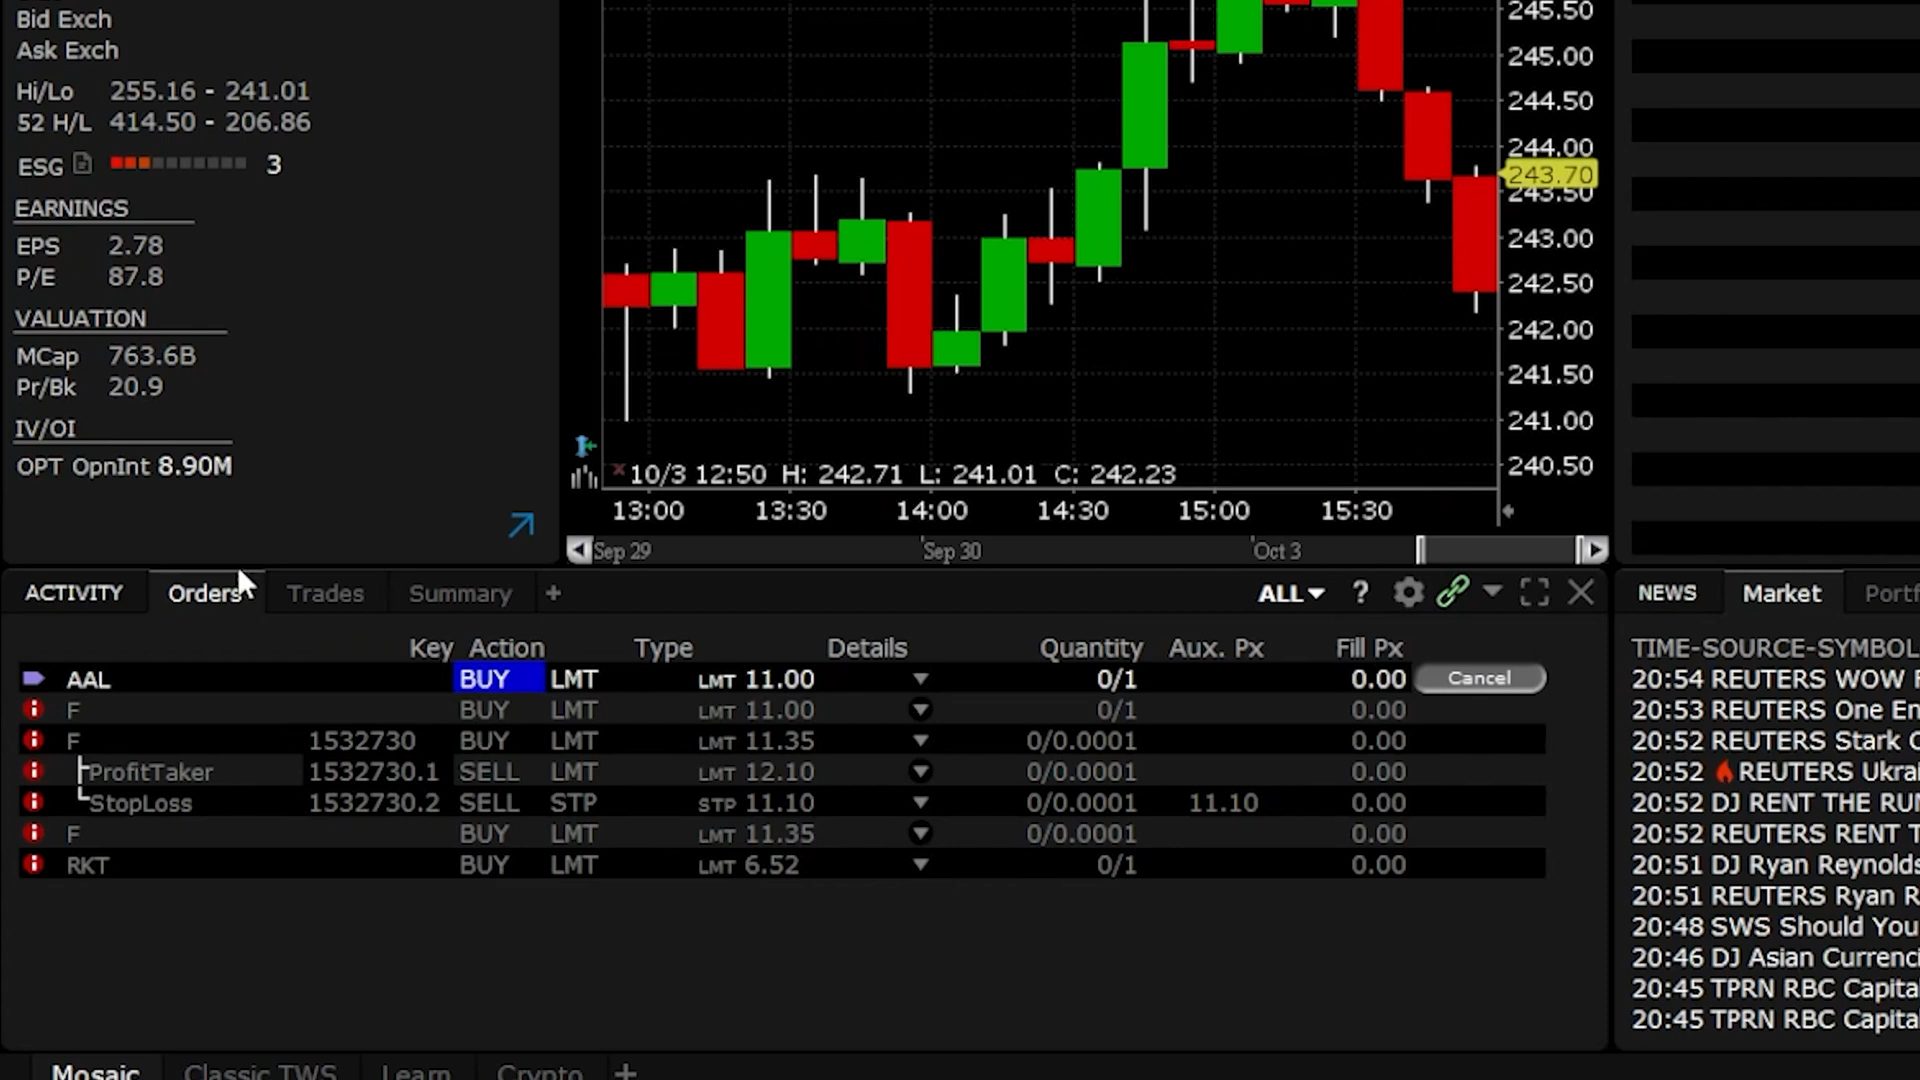 Bid Exch
Ask Exch
Hi/Lo 255.16 - 241.01
52 H/L 414.50 - 206.86
ESG 3
EARNINGS
EPS 2.78
P/E 87.8
VALUATION
MCap 763.6B
Pr/Bk 20.9
IV/OI
OPT OpnInt 8.90M
245.50
245.00
244.50
244.00
243.70
243.50
243.00
242.50
242.00
241.50
241.00
240.50
10/3 12:50 H: 242.71 L: 241.01 C: 242.23
13:00 13:30 14:00 14:30 15:00 15:30
Sep 29 Sep 30 Oct 3
ACTIVITY Orders Trades Summary + ALL ?
Key Action Type Details Quantity Aux. Px Fill Px
AAL BUY LMT LMT 11.00 0/1 0.00 Cancel
F BUY LMT LMT 11.00 0/1 0.00
F 1532730 BUY LMT LMT 11.35 0/0.0001 0.00
ProfitTaker 1532730.1 SELL LMT LMT 12.10 0/0.0001 0.00
StopLoss 1532730.2 SELL STP STP 11.10 0/0.0001 11.10 0.00
F BUY LMT LMT 11.35 0/0.0001 0.00
RKT BUY LMT LMT 6.52 0/1 0.00
NEWS Market Portf
TIME-SOURCE-SYMBOL
20:54 REUTERS WOW
20:53 REUTERS One En
20:52 REUTERS Stark
20:52 REUTERS Ukrai
20:52 DJ RENT THE RUN
20:52 REUTERS RENT T
20:51 DJ Ryan Reynolds
20:51 REUTERS Ryan R
20:48 SWS Should You
20:46 DJ Asian Currenci
20:45 TPRN RBC Capita
20:45 TPRN RBC Capita
Mosaic Classic TWS Learn Crypto +